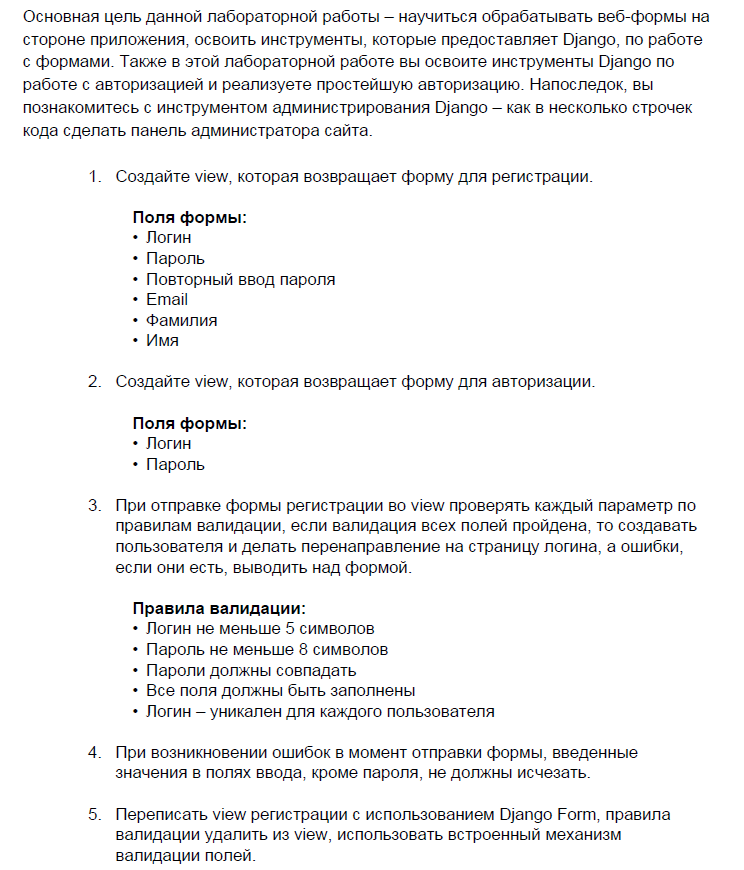 Основная цель данной лабораторной работы – научиться обрабатывать веб-формы на
стороне приложения, освоить инструменты, которые предоставляет Django, по работе
с формами. Также в этой лабораторной работе вы освоите инструменты Django по
работе с авторизацией и реализуете простейшую авторизацию. Напоследок, вы
познакомитесь с инструментом администрирования Django – как в несколько строчек
кода сделать панель администратора сайта.
1. Создайте view, которая возвращает форму для регистрации.
Поля формы:
• Логин
• Пароль
• Повторный ввод пароля
• Email
• Фамилия
• Имя
2. Создайте view, которая возвращает форму для авторизации.
Поля формы:
• Логин
• Пароль
3. При отправке формы регистрации во view проверять каждый параметр по
правилам валидации, если валидация всех полей пройдена, то создавать
пользователя и делать перенаправление на страницу логина, а ошибки,
если они есть, выводить над формой.
Правила валидации:
• Логин не меньше 5 символов
• Пароль не меньше 8 символов
• Пароли должны совпадать
• Все поля должны быть заполнены
• Логин – уникален для каждого пользователя
4. При возникновении ошибок в момент отправки формы, введенные
значения в полях ввода, кроме пароля, не должны исчезать.
5. Переписать view регистрации с использованием Django Form, правила
валидации удалить из view, использовать встроенный механизм
валидации полей.